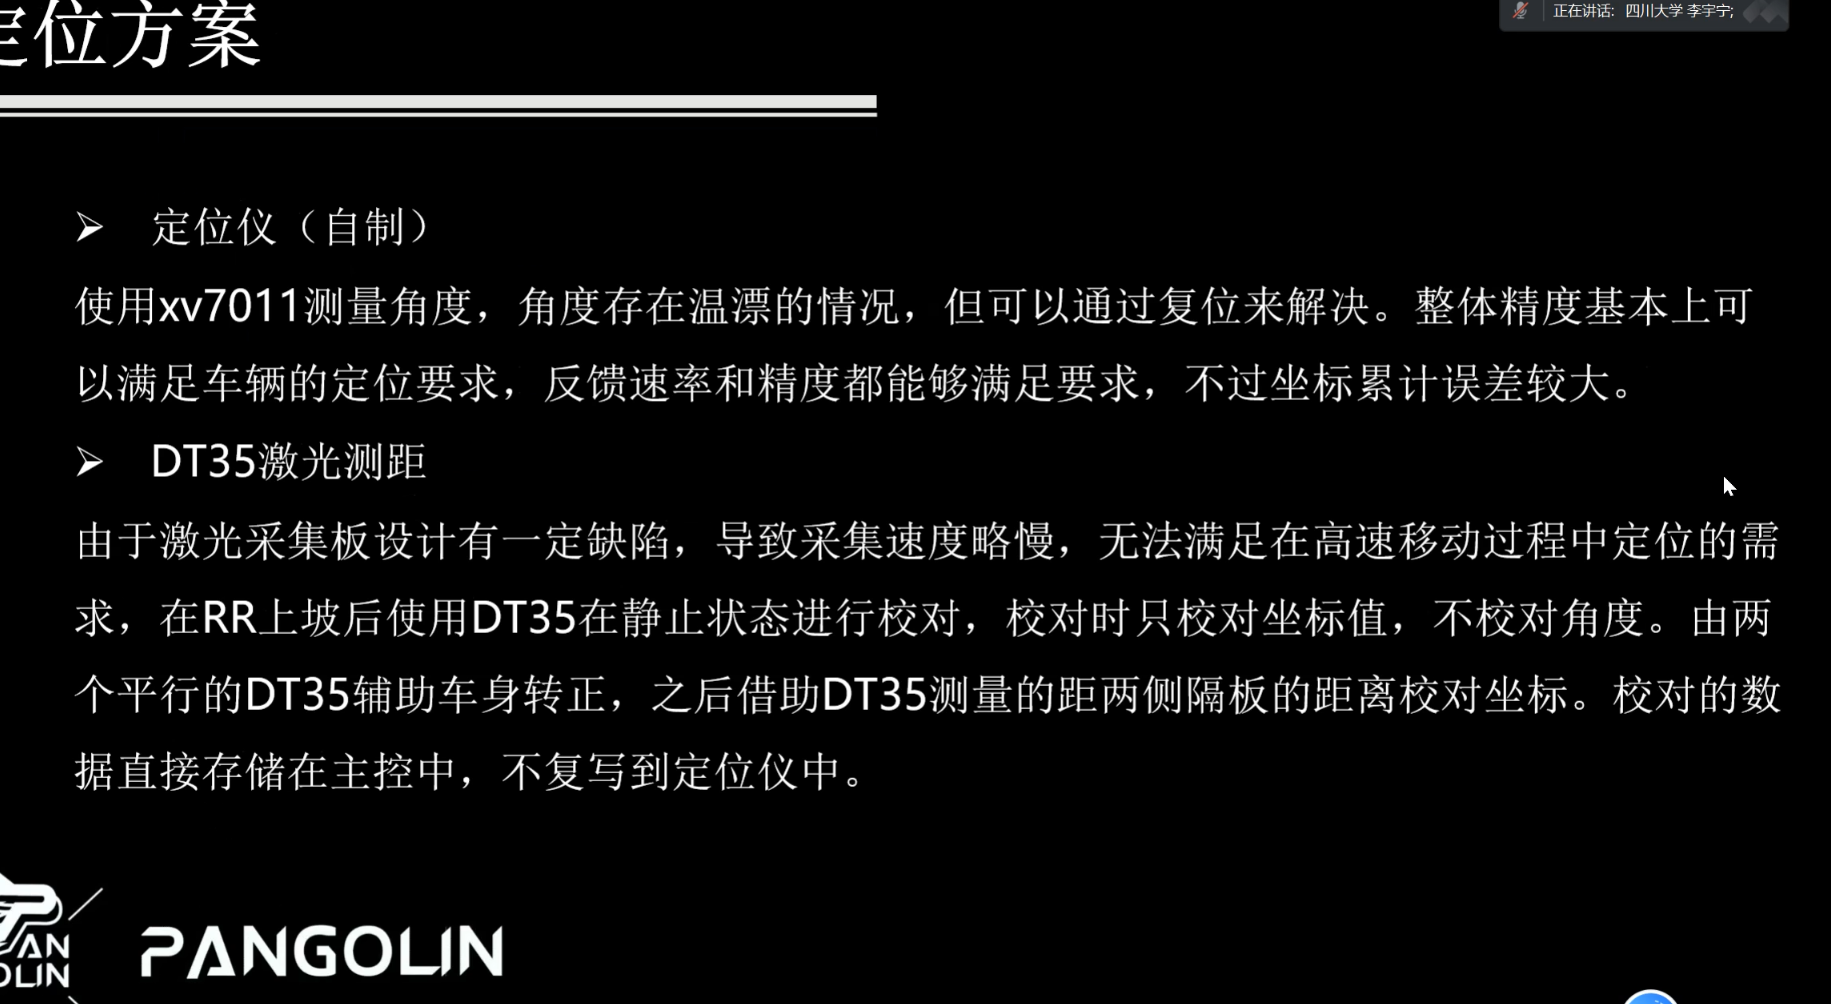 正在讲话: 四川大学 李宇宁;
定位方案
➢ 定位仪（自制）
使用xv7011测量角度，角度存在温漂的情况，但可以通过复位来解决。整体精度基本上可
以满足车辆的定位要求，反馈速率和精度都能够满足要求，不过坐标累计误差较大。
➢ DT35激光测距
由于激光采集板设计有一定缺陷，导致采集速度略慢，无法满足在高速移动过程中定位的需
求，在RR上坡后使用DT35在静止状态进行校对，校对时只校对坐标值，不校对角度。由两
个平行的DT35辅助车身转正，之后借助DT35测量的距两侧隔板的距离校对坐标。校对的数
据直接存储在主控中，不复写到定位仪中。
PANGOLIN